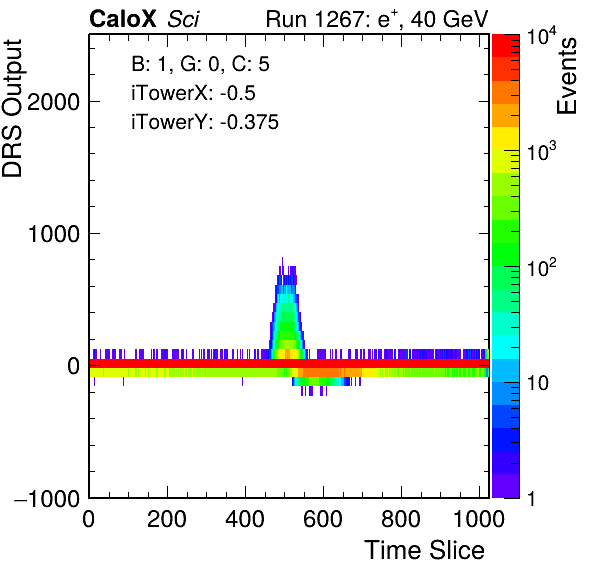 CaloX Sci Run 1267: e+, 40 GeV
B: 1, G: 0, C: 5
iTowerX: -0.5
iTowerY: -0.375
DRS Output
2000
1000
0
−1000
0 200 400 600 800 1000
Time Slice
Events
10^4
10^3
10^2
10
1